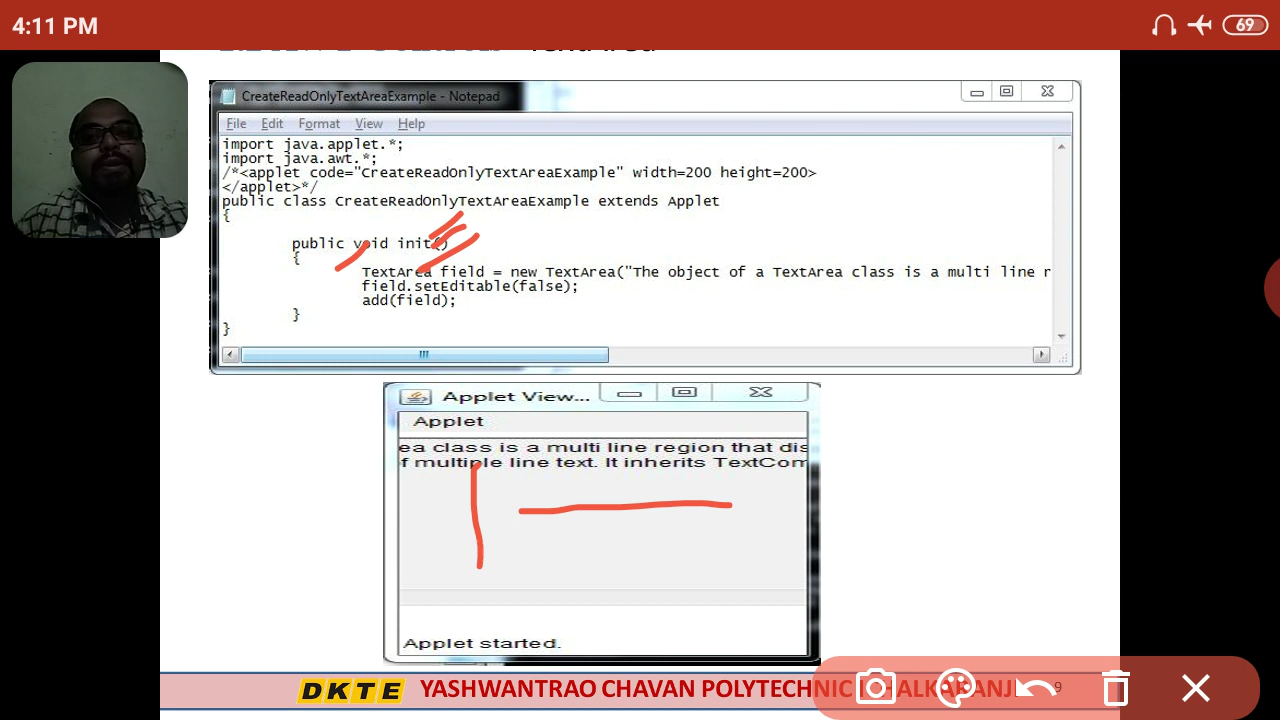 4:11 PM
69
CreateReadOnlyTextAreaExample - Notepad
File Edit Format View Help
import java.applet.*;
import java.awt.*;
/*<applet code="CreateReadOnlyTextAreaExample" width=200 height=200>
</applet>*/
public class CreateReadOnlyTextAreaExample extends Applet
{
public void init()
{
TextArea field = new TextArea("The object of a TextArea class is a multi line r
field.setEditable(false);
add(field);
}
}
Applet View...
Applet
ea class is a multi line region that dis
f multiple line text. It inherits TextCom
Applet started.
DKTE YASHWANTRAO CHAVAN POLYTECHNIC
9